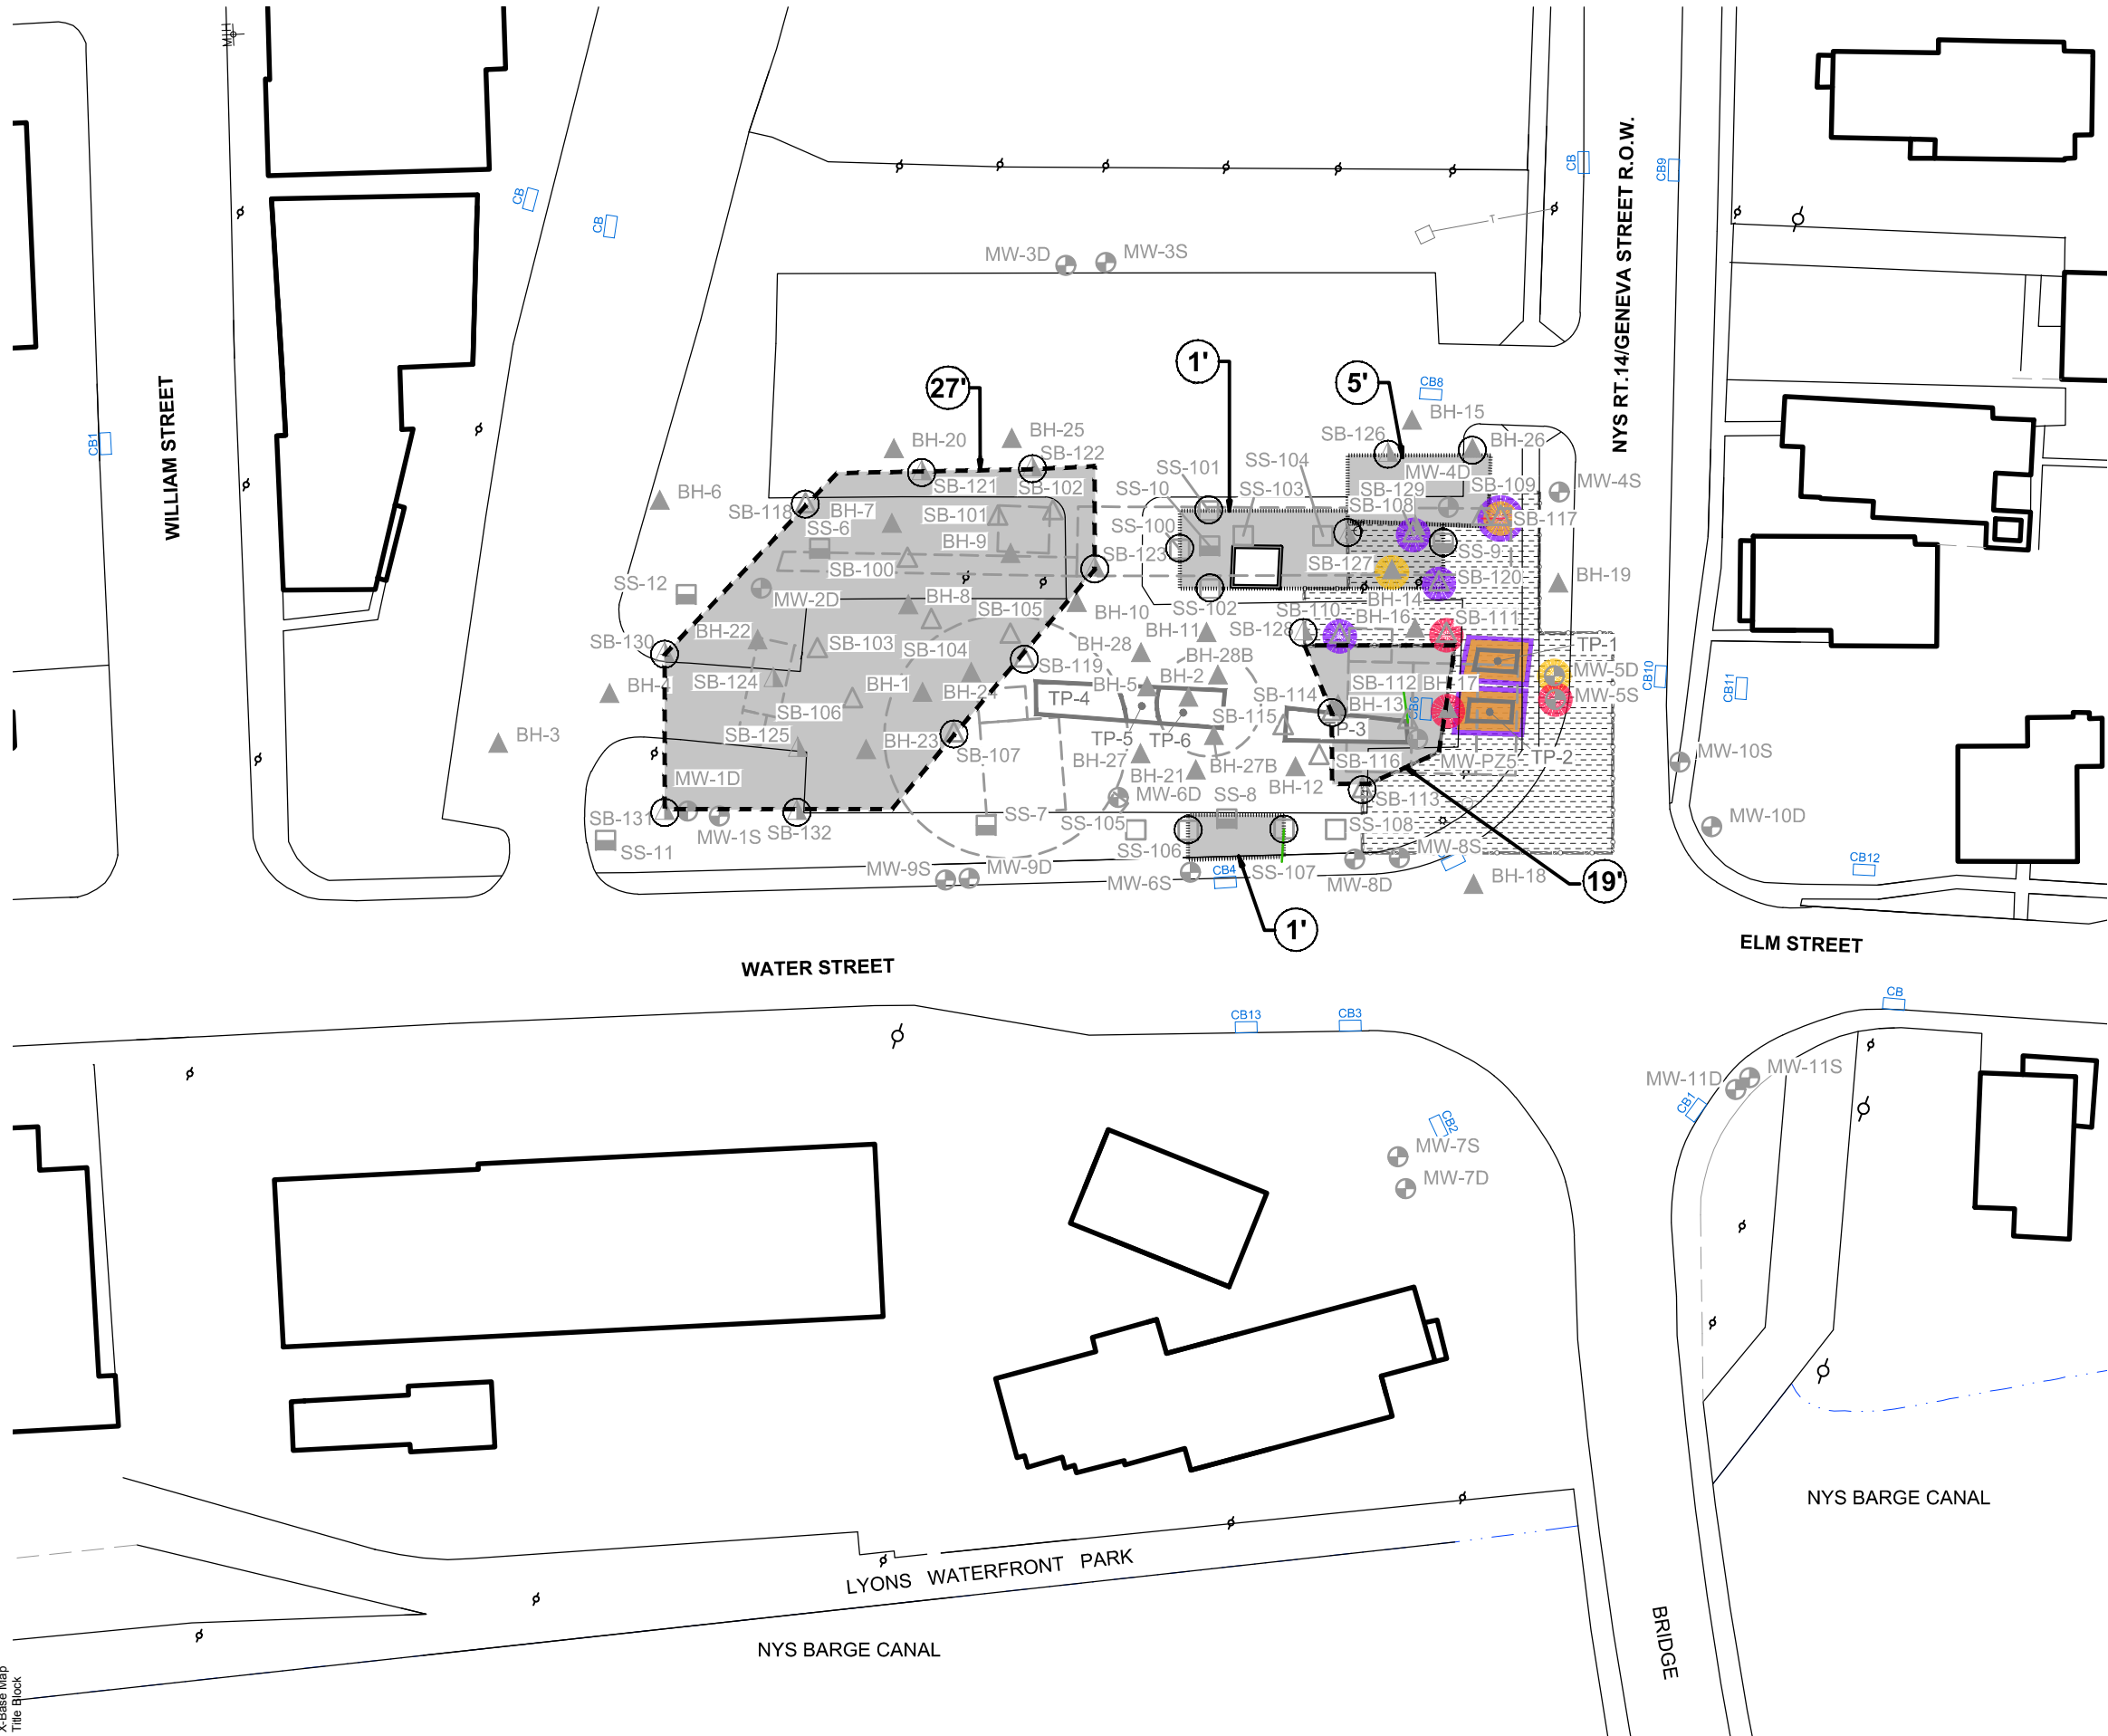 MH
CB
CB
CB
CB9
NYS RT.14/GENEVA STREET R.O.W.
WILLIAM STREET
CB1
MW-3D
MW-3S
1'
5'
27'
CB8
BH-15
BH-20
BH-25
SB-126
BH-26
SB-122
SS-101
SS-104
MW-4D
MW-4S
SB-121
SB-102
SS-10
SS-103
SB-129
SB-109
BH-6
SB-118
BH-7
SB-101
SS-100
SB-108
SB-117
SS-6
BH-9
SB-123
SS-9
SB-100
SB-127
SB-120
BH-19
SS-12
MW-2D
BH-8
SB-105
BH-10
SS-102
BH-14
SB-110
BH-16
SB-111
BH-22
SB-103
SB-104
BH-28
BH-11
SB-128
SB-130
SB-119
BH-28B
TP-1
MW-5D
SB-124
BH-1
BH-24
BH-5
BH-2
SB-112
BH-17
MW-5S
BH-4
SB-106
TP-4
SB-114
BH-13
CB6
CB10
CB11
SB-125
BH-23
SB-107
TP-5
TP-6
SB-115
P-3
BH-3
BH-27
BH-27B
SB-116
MW-PZ5
TP-2
MW-10S
MW-1D
BH-21
BH-12
MW-6D
SS-8
SB-113
SB-131
MW-1S
SB-132
SS-7
SS-105
SS-108
MW-10D
SS-11
SS-106
MW-8S
MW-9S
MW-9D
MW-6S
CB4
SS-107
MW-8D
BH-18
19'
CB12
1'
WATER STREET
ELM STREET
CB13
CB3
CB
MW-11D
MW-11S
CB1
CB2
MW-7S
MW-7D
NYS BARGE CANAL
LYONS WATERFRONT PARK
NYS BARGE CANAL
BRIDGE
X-Base Map
Title Block
T